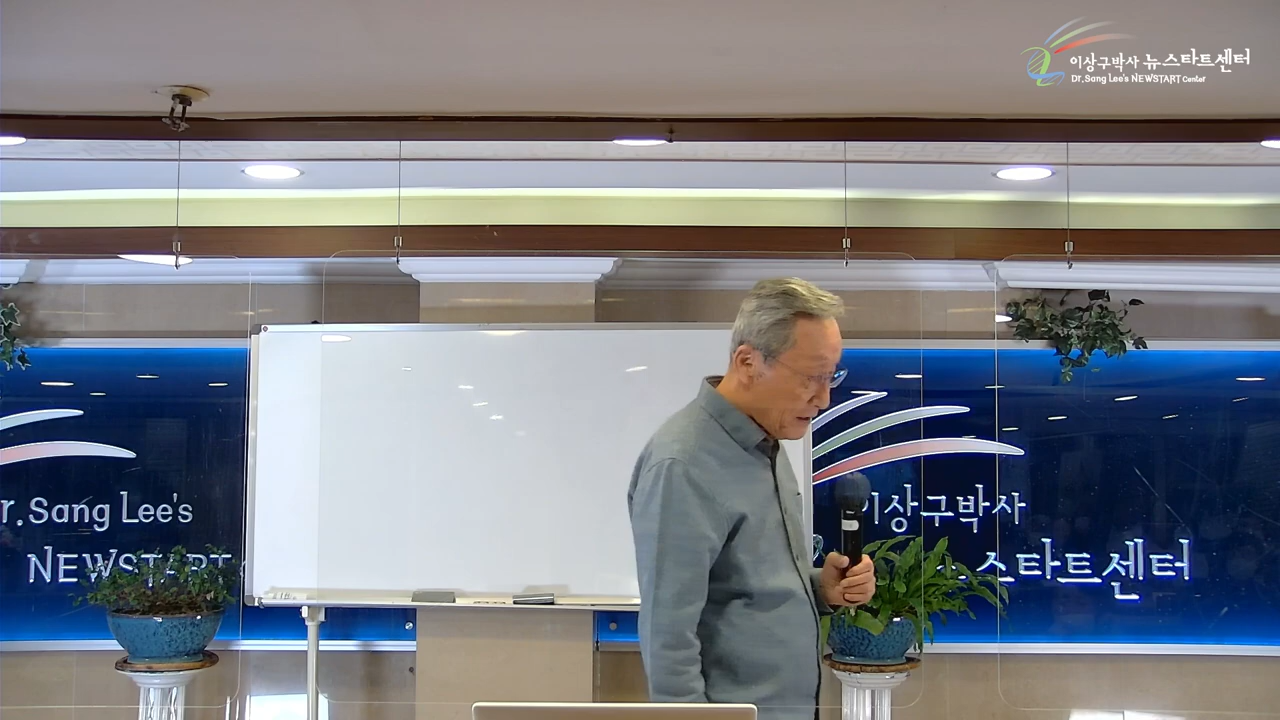 이상구박사 뉴스타트센터
Dr. Sang Lee's NEWSTART Center
r. Sang Lee's
NEWSTART
이상구박사
스타트센터